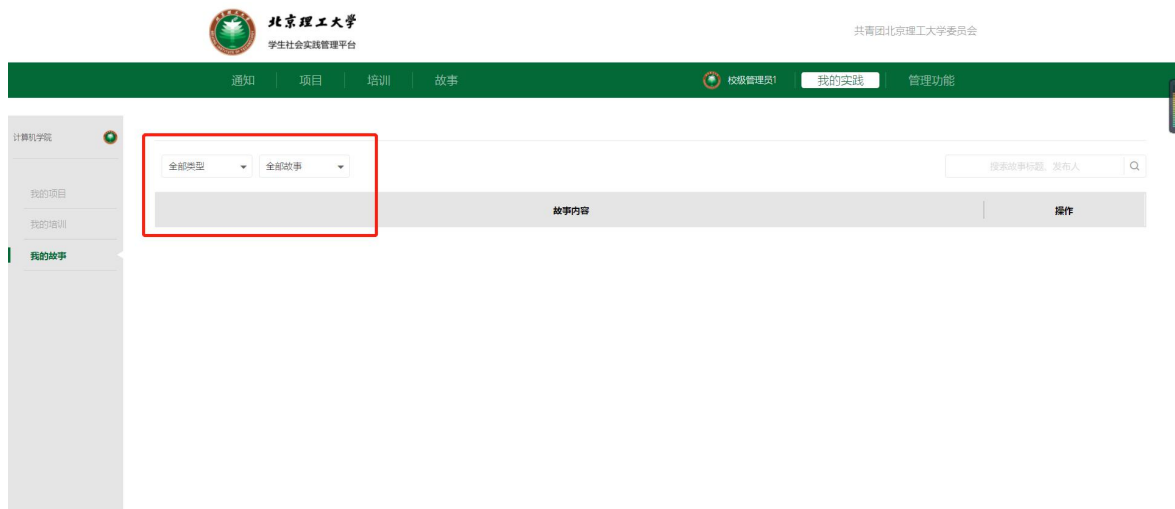 北京理工大学
学生社会实践管理平台
共青团北京理工大学委员会
通知 项目 培训 故事 校级管理员1 我的实践 管理功能
计算机学院
全部类型 全部故事 搜索故事标题、发布人
我的项目
故事内容 操作
我的培训
我的故事